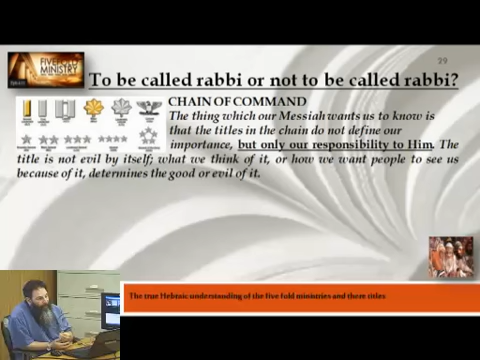 FIVEFOLD
MINISTRY
29
To be called rabbi or not to be called rabbi?
CHAIN OF COMMAND
The thing which our Messiah wants us to know is
that the titles in the chain do not define our
importance, but only our responsibility to Him. The
title is not evil by itself; what we think of it, or how we want people to see us
because of it, determines the good or evil of it.
The true Hebraic understanding of the five fold ministries and there titles